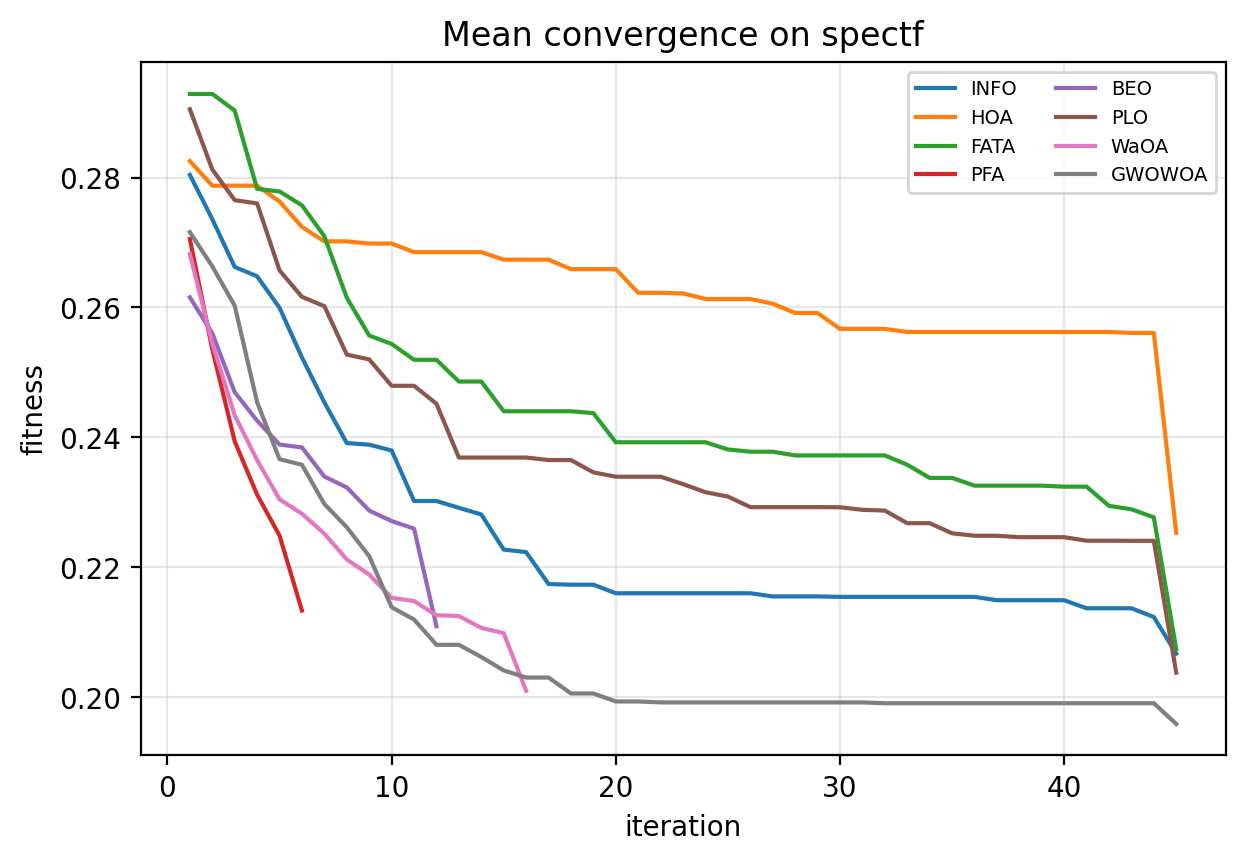 Mean convergence on spectf
INFO
HOA
FATA
PFA
BEO
PLO
WaOA
GWOWOA
fitness
0.28
0.26
0.24
0.22
0.20
0
10
20
30
40
iteration